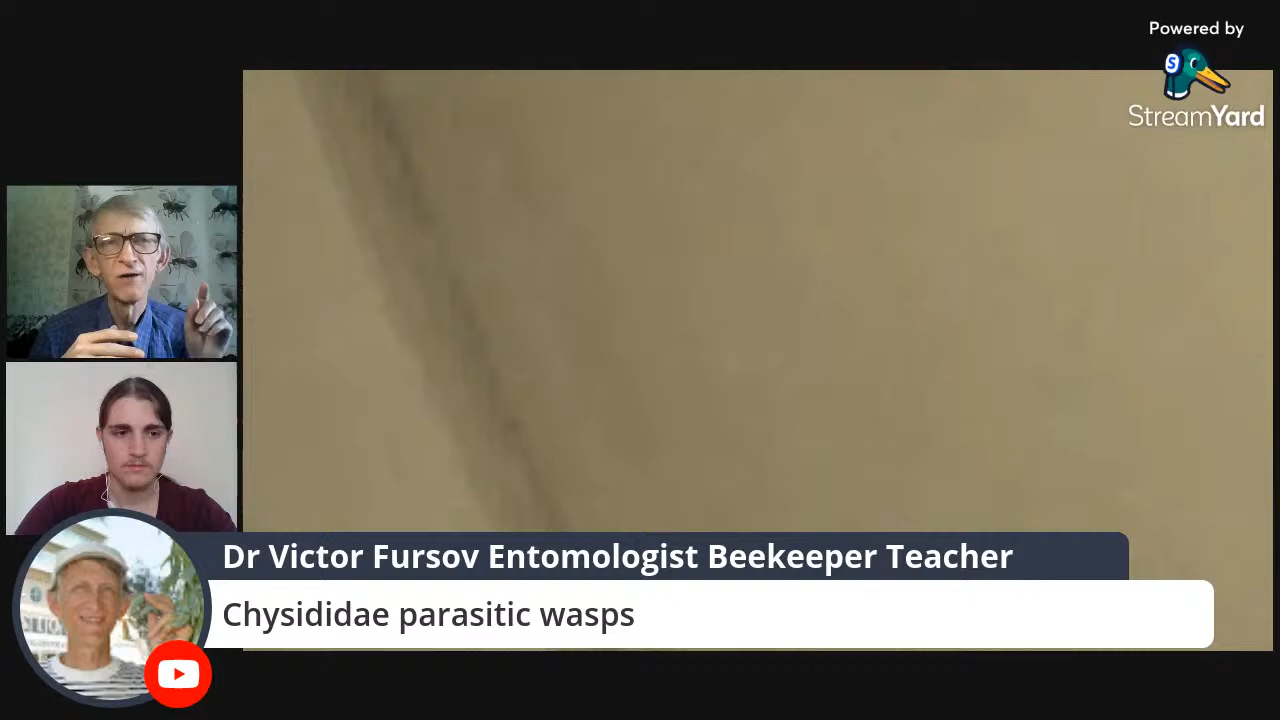 Powered by
S
StreamYard
Dr Victor Fursov Entomologist Beekeeper Teacher
Chysididae parasitic wasps